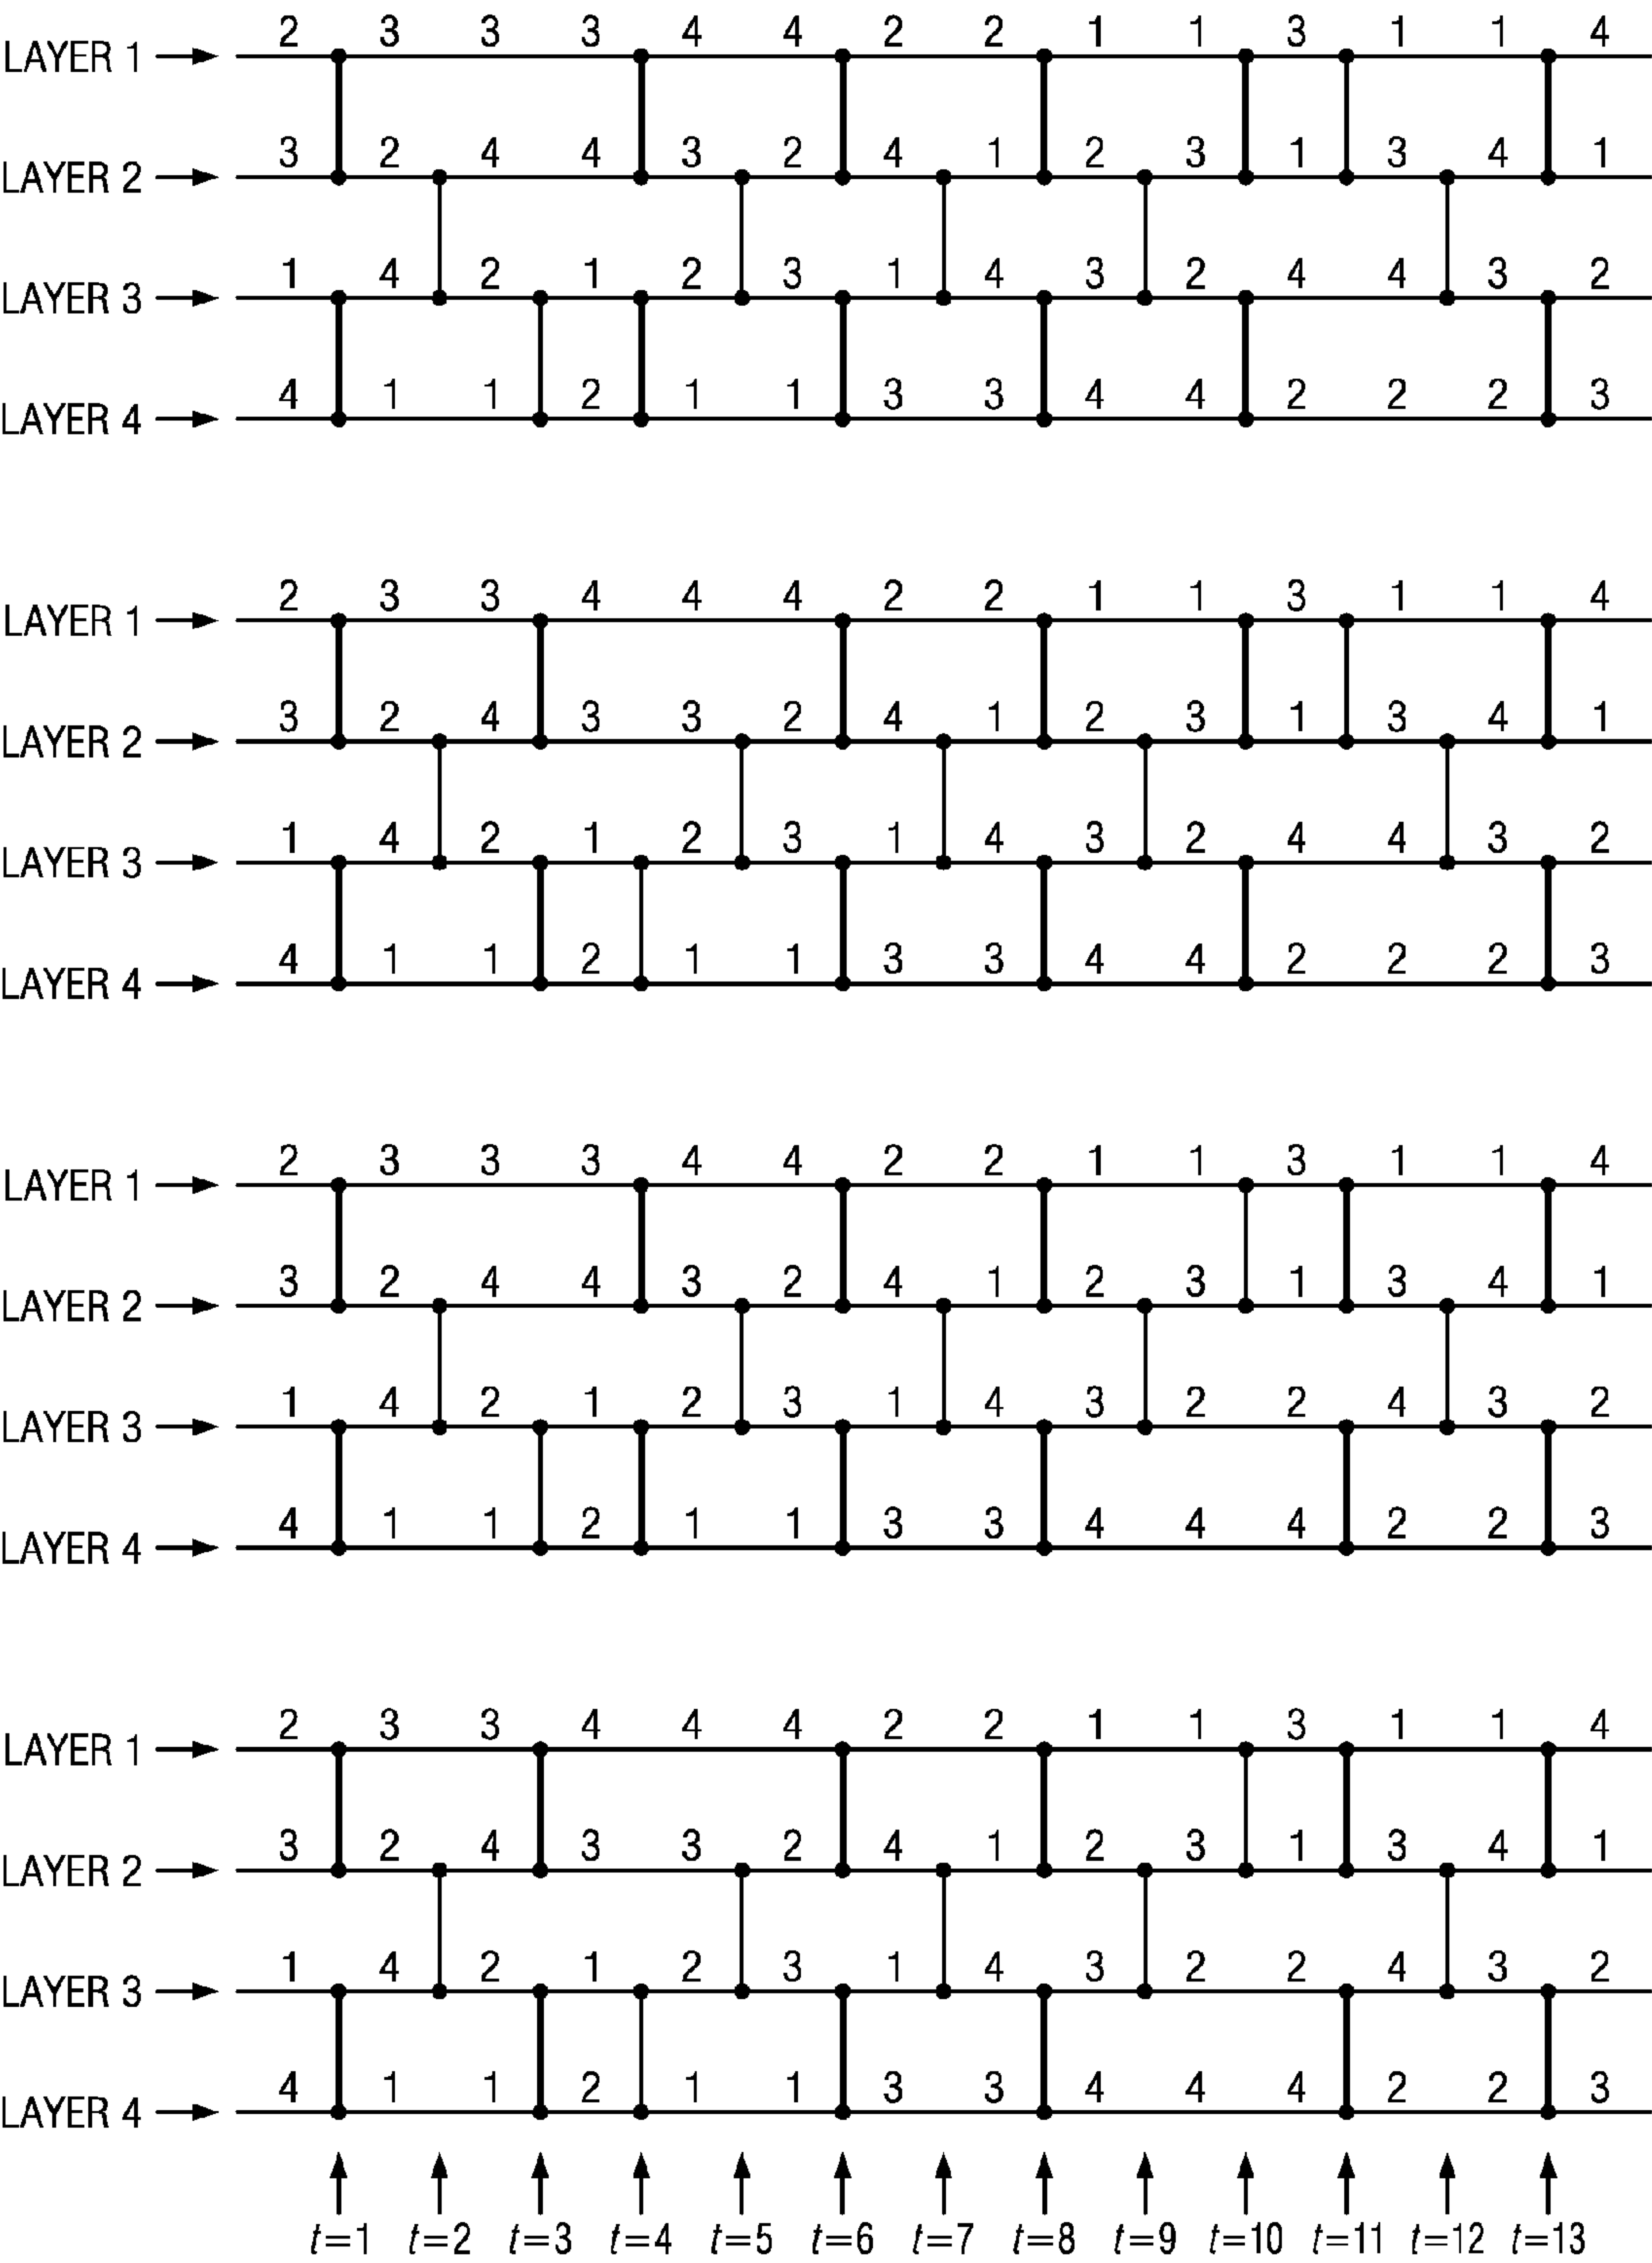 2 3 3 3 4 4 2 2 1 1 3 1 1 4
LAYER 1
3 2 4 4 3 2 4 1 2 3 1 3 4 1
LAYER 2
1 4 2 1 2 3 1 4 3 2 4 4 3 2
LAYER 3
4 1 1 2 1 1 3 3 4 4 2 2 2 3
LAYER 4
2 3 3 4 4 4 2 2 1 1 3 1 1 4
LAYER 1
3 2 4 3 3 2 4 1 2 3 1 3 4 1
LAYER 2
1 4 2 1 2 3 1 4 3 2 4 4 3 2
LAYER 3
4 1 1 2 1 1 3 3 4 4 2 2 2 3
LAYER 4
2 3 3 3 4 4 2 2 1 1 3 1 1 4
LAYER 1
3 2 4 4 3 2 4 1 2 3 1 3 4 1
LAYER 2
1 4 2 1 2 3 1 4 3 2 2 4 3 2
LAYER 3
4 1 1 2 1 1 3 3 4 4 4 2 2 3
LAYER 4
2 3 3 4 4 4 2 2 1 1 3 1 1 4
LAYER 1
3 2 4 3 3 2 4 1 2 3 1 3 4 1
LAYER 2
1 4 2 1 2 3 1 4 3 2 2 4 3 2
LAYER 3
4 1 1 2 1 1 3 3 4 4 4 2 2 3
LAYER 4
t=1 t=2 t=3 t=4 t=5 t=6 t=7 t=8 t=9 t=10 t=11 t=12 t=13